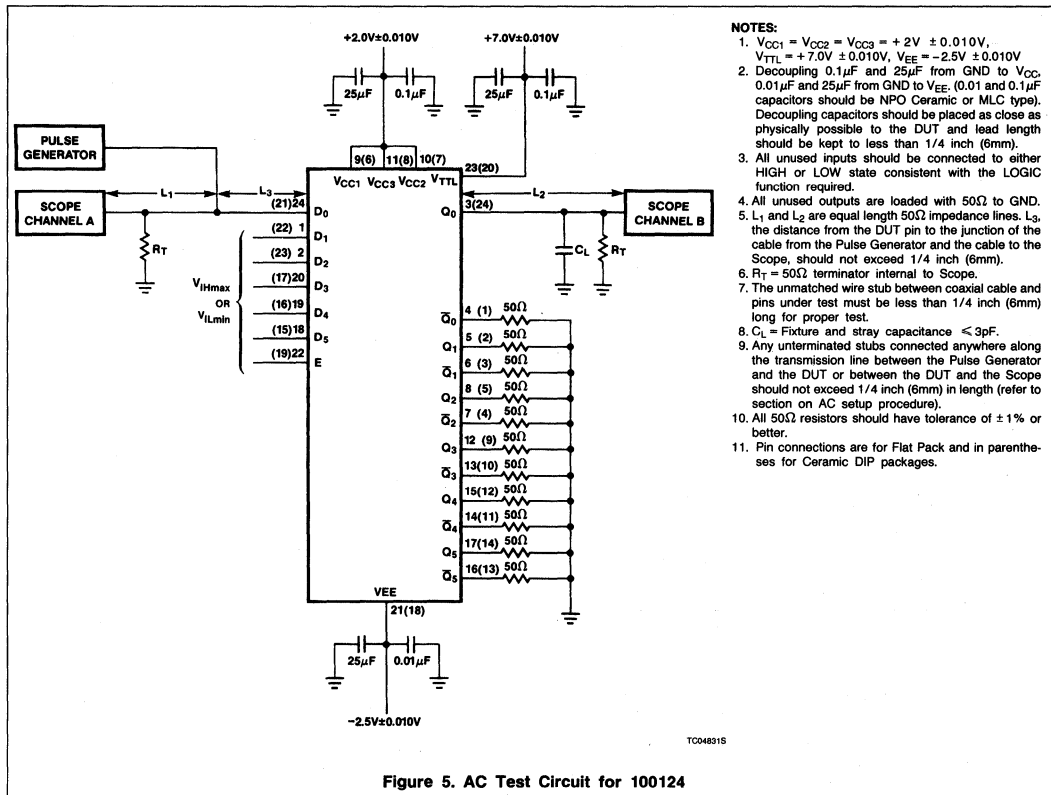 +2.0V±0.010V
+7.0V±0.010V
25μF
0.1μF
25μF
0.1μF
PULSE
GENERATOR
9(6)
11(8)
10(7)
23(20)
VCC1
VCC3
VCC2
VTTL
SCOPE
CHANNEL A
L1
L3
L2
SCOPE
CHANNEL B
(21)24
D0
Q0
3(24)
RT
CL
RT
(22) 1
D1
(23) 2
D2
(17)20
D3
(16)19
D4
(15)18
D5
(19)22
E
VIHmax
OR
VILmin
Q̅0
4 (1)
50Ω
Q1
5 (2)
50Ω
Q̅1
6 (3)
50Ω
Q2
8 (5)
50Ω
Q̅2
7 (4)
50Ω
Q3
12 (9)
50Ω
Q̅3
13(10)
50Ω
Q4
15(12)
50Ω
Q̅4
14(11)
50Ω
Q5
17(14)
50Ω
Q̅5
16(13)
50Ω
VEE
21(18)
25μF
0.01μF
−2.5V±0.010V
NOTES:
1. VCC1 = VCC2 = VCC3 = +2V ±0.010V,
VTTL = +7.0V ±0.010V, VEE = −2.5V ±0.010V
2. Decoupling 0.1μF and 25μF from GND to VCC,
0.01μF and 25μF from GND to VEE. (0.01 and 0.1μF
capacitors should be NPO Ceramic or MLC type).
Decoupling capacitors should be placed as close as
physically possible to the DUT and lead length
should be kept to less than 1/4 inch (6mm).
3. All unused inputs should be connected to either
HIGH or LOW state consistent with the LOGIC
function required.
4. All unused outputs are loaded with 50Ω to GND.
5. L1 and L2 are equal length 50Ω impedance lines. L3,
the distance from the DUT pin to the junction of the
cable from the Pulse Generator and the cable to the
Scope, should not exceed 1/4 inch (6mm).
6. RT = 50Ω terminator internal to Scope.
7. The unmatched wire stub between coaxial cable and
pins under test must be less than 1/4 inch (6mm)
long for proper test.
8. CL = Fixture and stray capacitance ≤ 3pF.
9. Any unterminated stubs connected anywhere along
the transmission line between the Pulse Generator
and the DUT or between the DUT and the Scope
should not exceed 1/4 inch (6mm) in length (refer to
section on AC setup procedure).
10. All 50Ω resistors should have tolerance of ±1% or
better.
11. Pin connections are for Flat Pack and in parenthe-
ses for Ceramic DIP packages.
TC04831S
Figure 5. AC Test Circuit for 100124